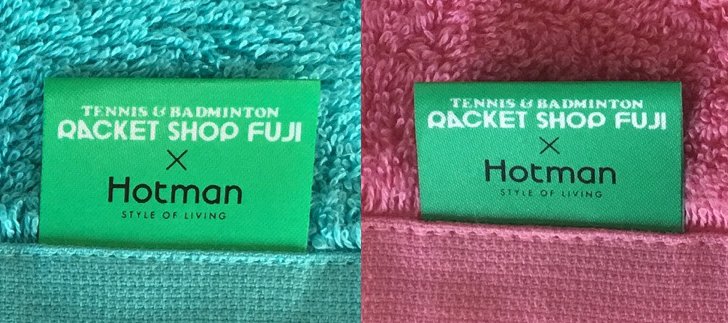 TENNIS & BADMINTON
RACKET SHOP FUJI
×
Hotman
STYLE OF LIVING
TENNIS & BADMINTON
RACKET SHOP FUJI
×
Hotman
STYLE OF LIVING